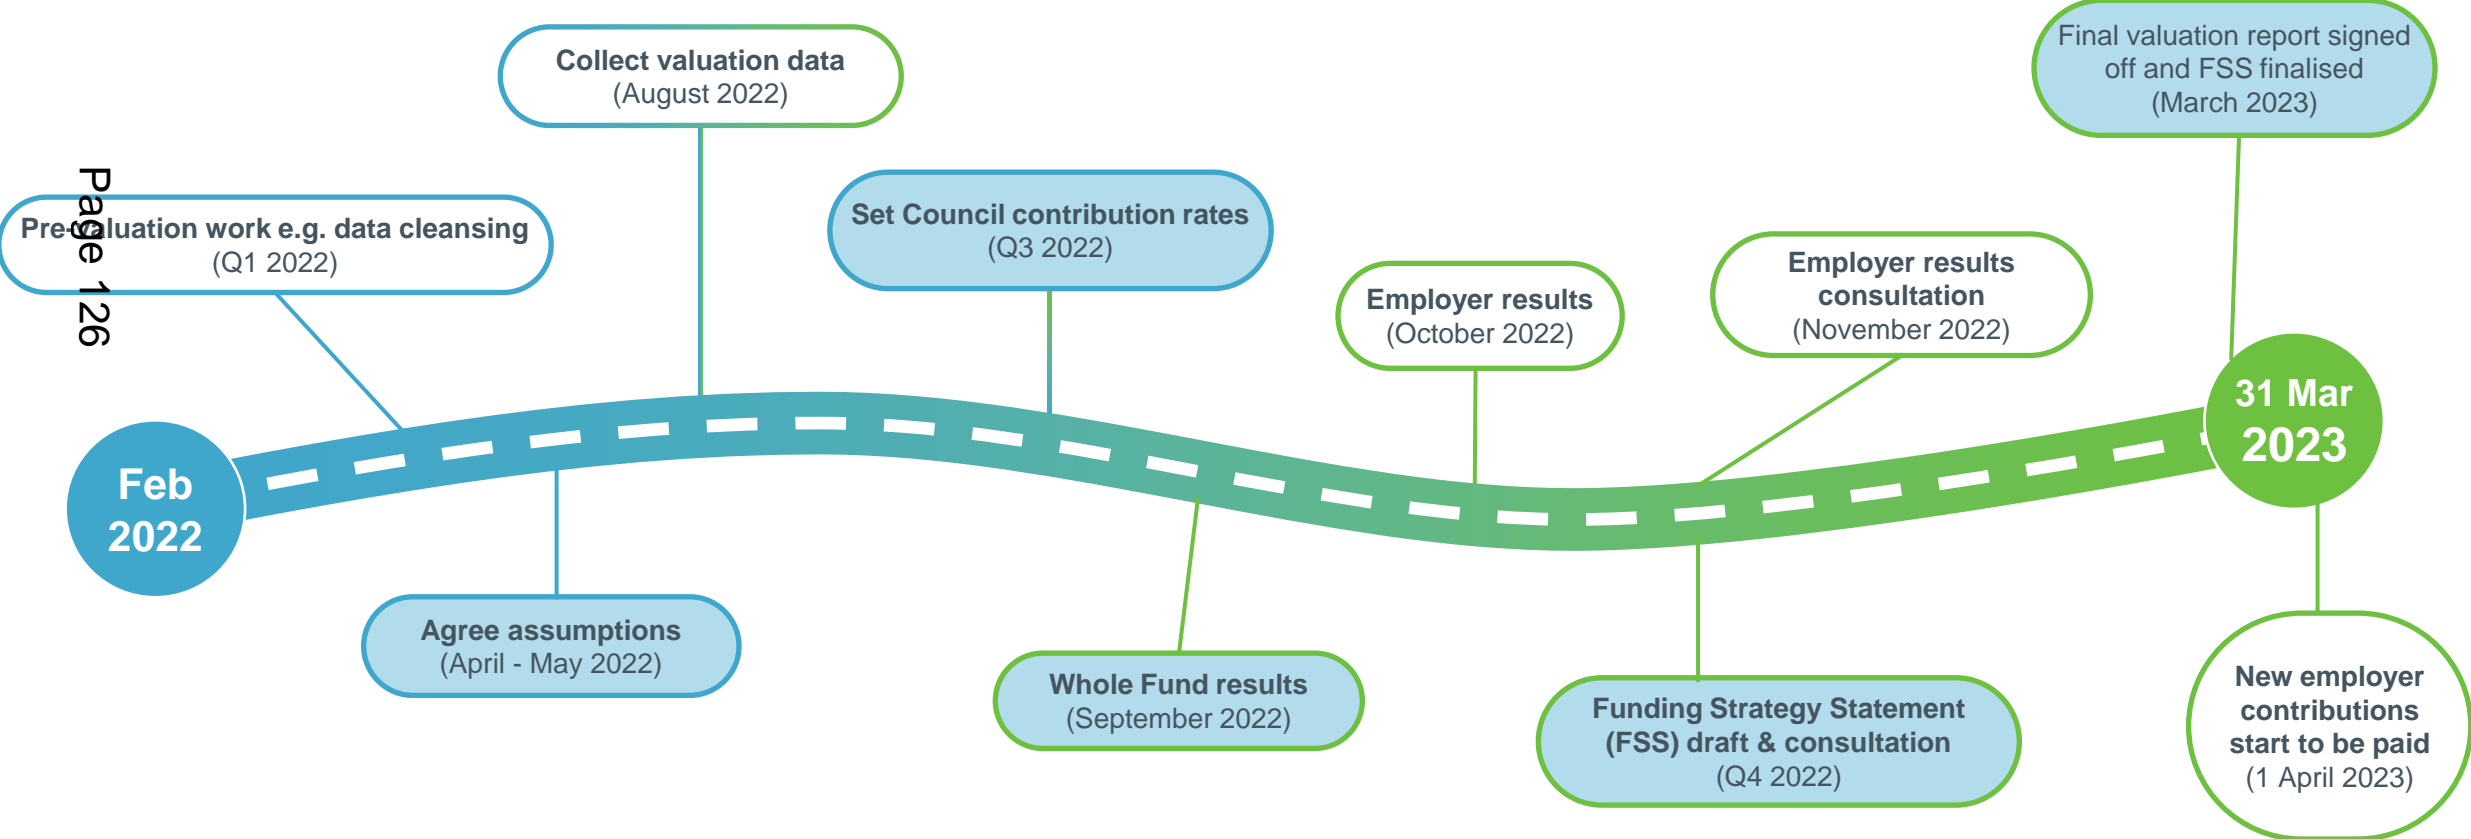 Page 126
Collect valuation data
(August 2022)
Final valuation report signed
off and FSS finalised
(March 2023)
Pre-valuation work e.g. data cleansing
(Q1 2022)
Set Council contribution rates
(Q3 2022)
Employer results
(October 2022)
Employer results
consultation
(November 2022)
Feb
2022
31 Mar
2023
Agree assumptions
(April - May 2022)
Whole Fund results
(September 2022)
Funding Strategy Statement
(FSS) draft & consultation
(Q4 2022)
New employer
contributions
start to be paid
(1 April 2023)